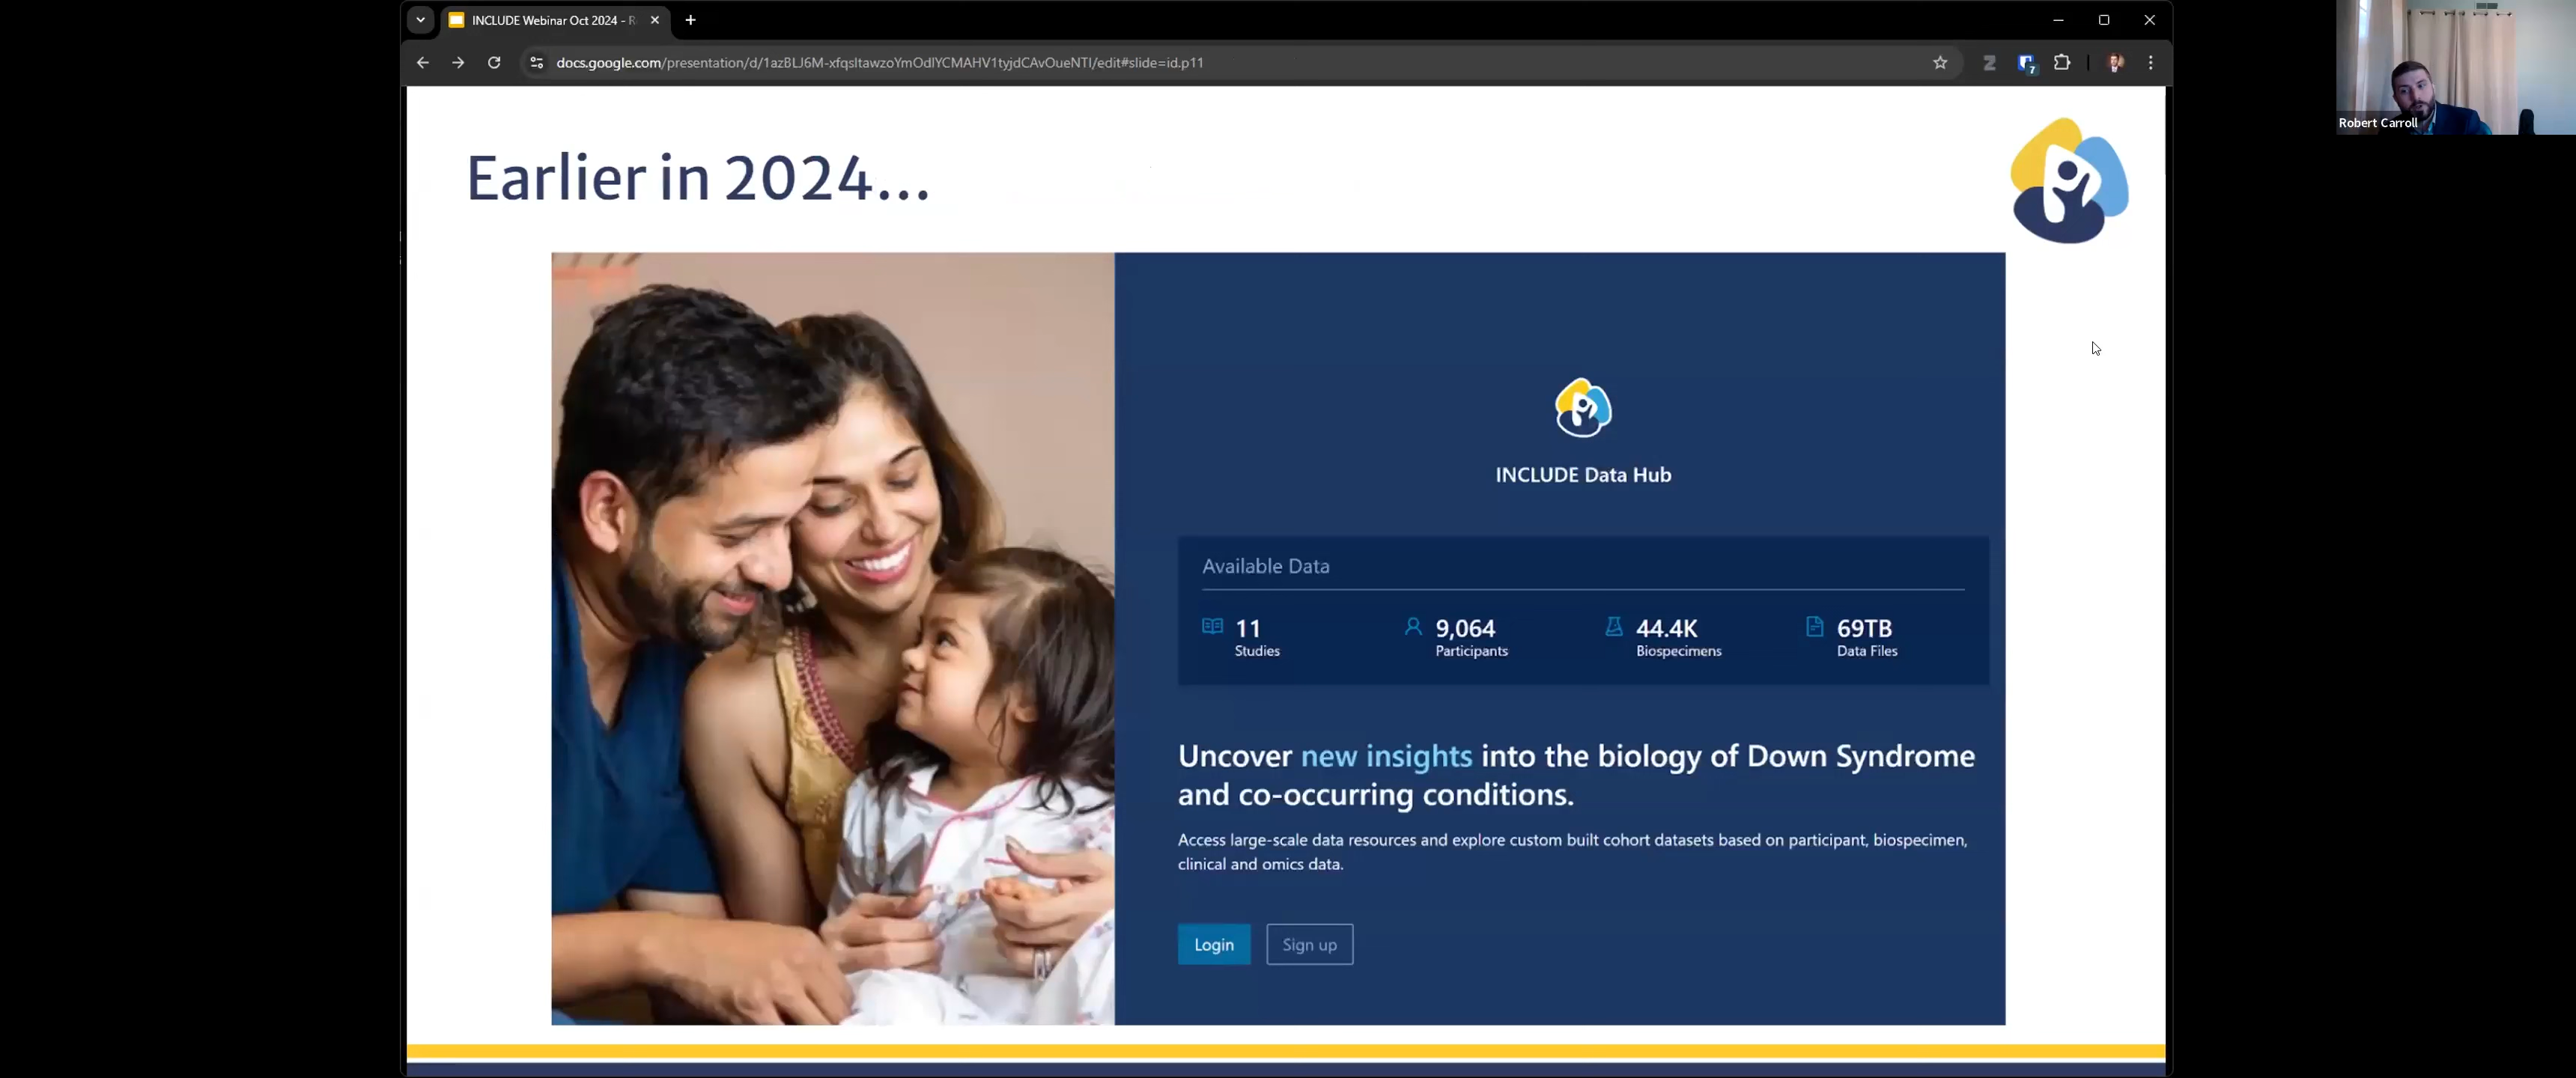 INCLUDE Webinar Oct 2024 - R
docs.google.com/presentation/d/1azBLJ6M-xfqsItawzoYmOdlYCMAHV1tyjdCAvOueNTI/edit#slide=id.p11
7
Robert Carroll
Earlier in 2024...
INCLUDE Data Hub
Available Data
11 9,064 44.4K 69TB
Studies Participants Biospecimens Data Files
Uncover new insights into the biology of Down Syndrome
and co-occurring conditions.
Access large-scale data resources and explore custom built cohort datasets based on participant, biospecimen,
clinical and omics data.
Login Sign up